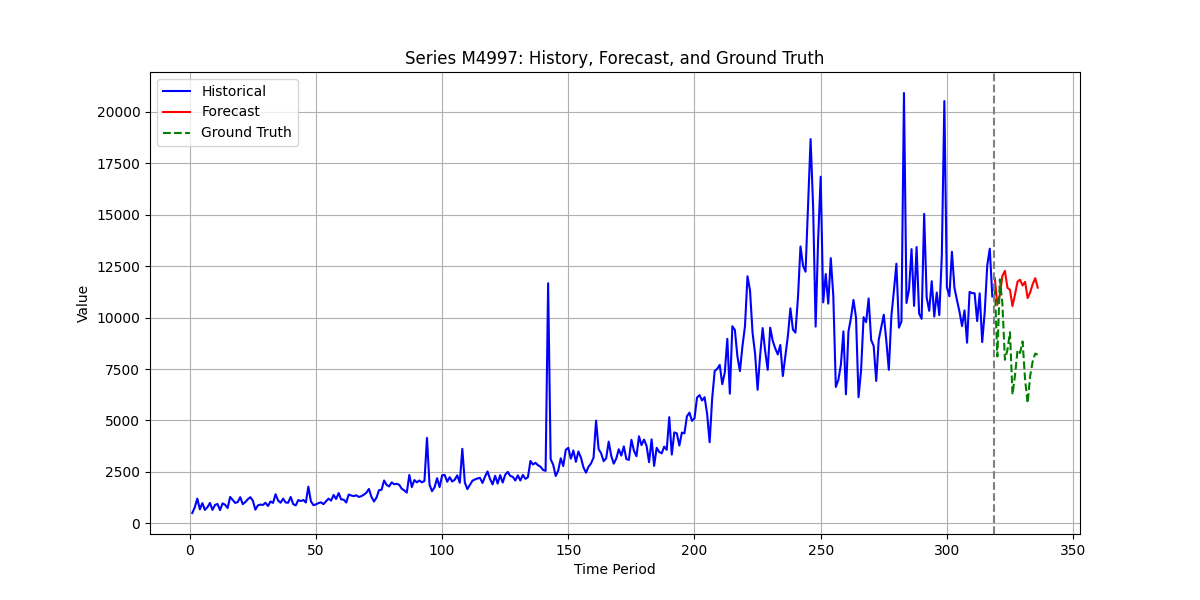 Series M4997: History, Forecast, and Ground Truth
Historical
Forecast
Ground Truth
Value
20000
17500
15000
12500
10000
7500
5000
2500
0
0 50 100 150 200 250 300 350
Time Period